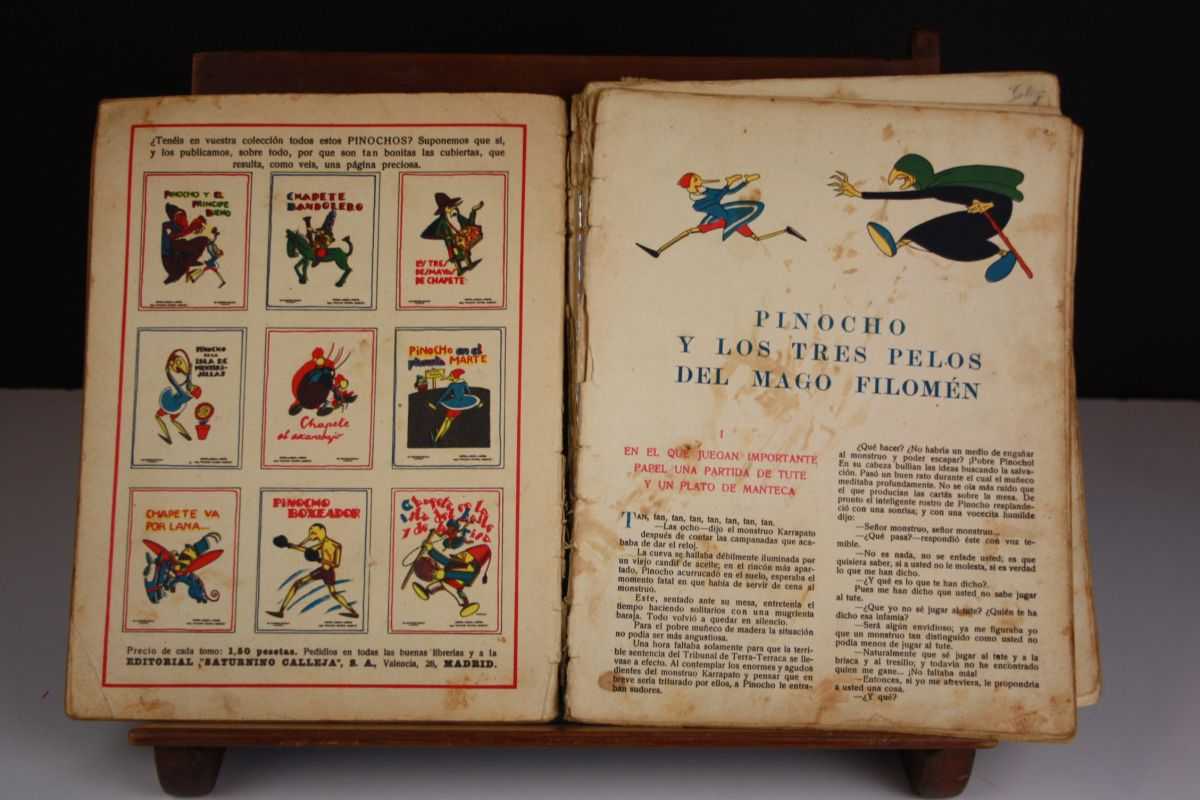 ¿Tenéis en vuestra colección todos estos PINOCHOS? Suponemos que sí,
y los publicamos, sobre todo, por que son tan bonitas las cubiertas, que
resulta, como veis, una página preciosa.
PINOCHO Y EL
PRINCIPE
BUENO
CHAPETE
BANDOLERO
LOS TRES
DESMAYOS
DE CHAPETE
PINOCHO
EN LA
ISLA DE
Pinocho en el
planeta MARTE
Chapete
el escarabajo
CHAPETE VA
POR LANA...
PINOCHO
BOXEADOR
Chapete en la
Precio de cada tomo: 1,50 pesetas. Pedidlos en todas las buenas librerías y a la
EDITORIAL "SATURNINO CALLEJA", S. A., Valencia, 28, MADRID.
PINOCHO
Y LOS TRES PELOS
DEL MAGO FILOMÉN
I
EN EL QUE JUEGAN IMPORTANTE
PAPEL UNA PARTIDA DE TUTE
Y UN PLATO DE MANTECA
TAN, tan, tan, tan, tan, tan, tan, tan.
—Las ocho—dijo el monstruo Karrapato
después de contar las campanadas que aca-
baba de dar el reloj.
La cueva se hallaba débilmente iluminada por
un viejo candil de aceite; en el rincón más apar-
tado, Pinocho acurrucado en el suelo, esperaba el
momento fatal en que había de servir de cena al
monstruo.
Este, sentado ante su mesa, entretenía el
tiempo haciendo solitarios con una mugrienta
baraja. Todo volvió a quedar en silencio.
Para el pobre muñeco de madera la situación
no podía ser más angustiosa.
Una hora faltaba solamente para que la terri-
ble sentencia del Tribunal de Terra-Terraca se lle-
vase a efecto. Al contemplar los enormes y agudos
dientes del monstruo Karrapato y pensar que en
breve sería triturado por ellos, a Pinocho le entra-
ban sudores.
¿Qué hacer? ¿No habría un medio de engañar
al monstruo y poder escapar? ¡Pobre Pinocho!
En su cabeza bullían las ideas buscando la salva-
ción. Pasó un buen rato durante el cual el muñeco
meditaba profundamente. No se oía más ruido que
el que producían las cartas sobre la mesa. De
pronto el inteligente rostro de Pinocho resplande-
ció con una sonrisa; y con una vocecita humilde
dijo:
—Señor monstruo, señor monstruo...
—¿Qué pasa?—respondió éste con voz te-
mible.
—No es nada, no se enfade usted; es que
quisiera saber, si a usted no le molesta, si es verdad
lo que me han dicho.
—¿Y qué es lo que te han dicho?.
Pues me han dicho que usted no sabe jugar
al tute.
—¿Que yo no sé jugar al tute? ¿Quién te ha
dicho esa infamia?
—Será algún envidioso; ya me figuraba yo
que un monstruo tan distinguido como usted no
podía menos de jugar al tute.
—Naturalmente que sé jugar al tute y a la
brisca y al tresillo; y todavía no he encontrado
quien me gane... ¡No faltaba más!
—Entonces, si yo me atreviera, le propondría
a usted una cosa.
—¿Y qué?